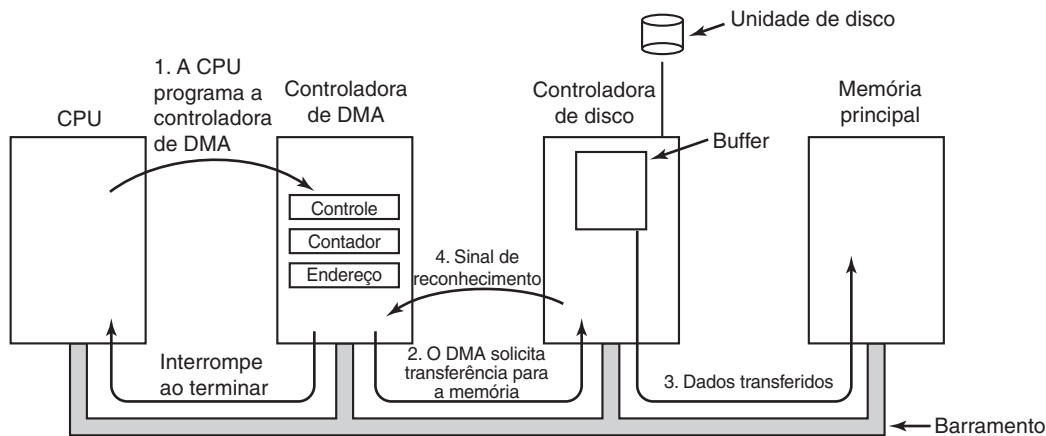 Unidade de disco
1. A CPU
programa a
controladora
de DMA
CPU
Controladora
de DMA
Controladora
de disco
Memória
principal
Buffer
Controle
Contador
Endereço
4. Sinal de
reconhecimento
Interrompe
ao terminar
2. O DMA solicita
transferência para
a memória
3. Dados transferidos
Barramento